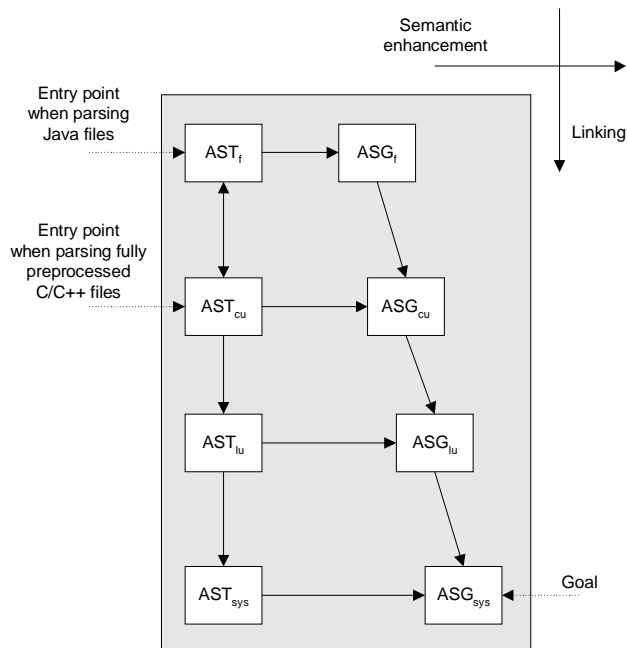 Semantic
enhancement
Linking
Entry point
when parsing
Java files
AST_f
ASG_f
Entry point
when parsing fully
preprocessed
C/C++ files
AST_cu
ASG_cu
AST_lu
ASG_lu
AST_sys
ASG_sys
Goal